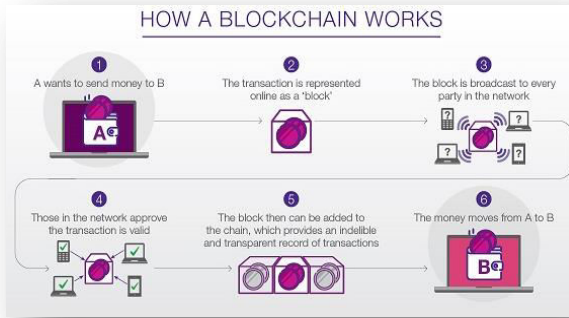 HOW A BLOCKCHAIN WORKS
1
A wants to send money to B
A
2
The transaction is represented
online as a 'block'
3
The block is broadcast to every
party in the network
?
?
?
?
4
Those in the network approve
the transaction is valid
5
The block then can be added to
the chain, which provides an indelible
and transparent record of transactions
6
The money moves from A to B
B